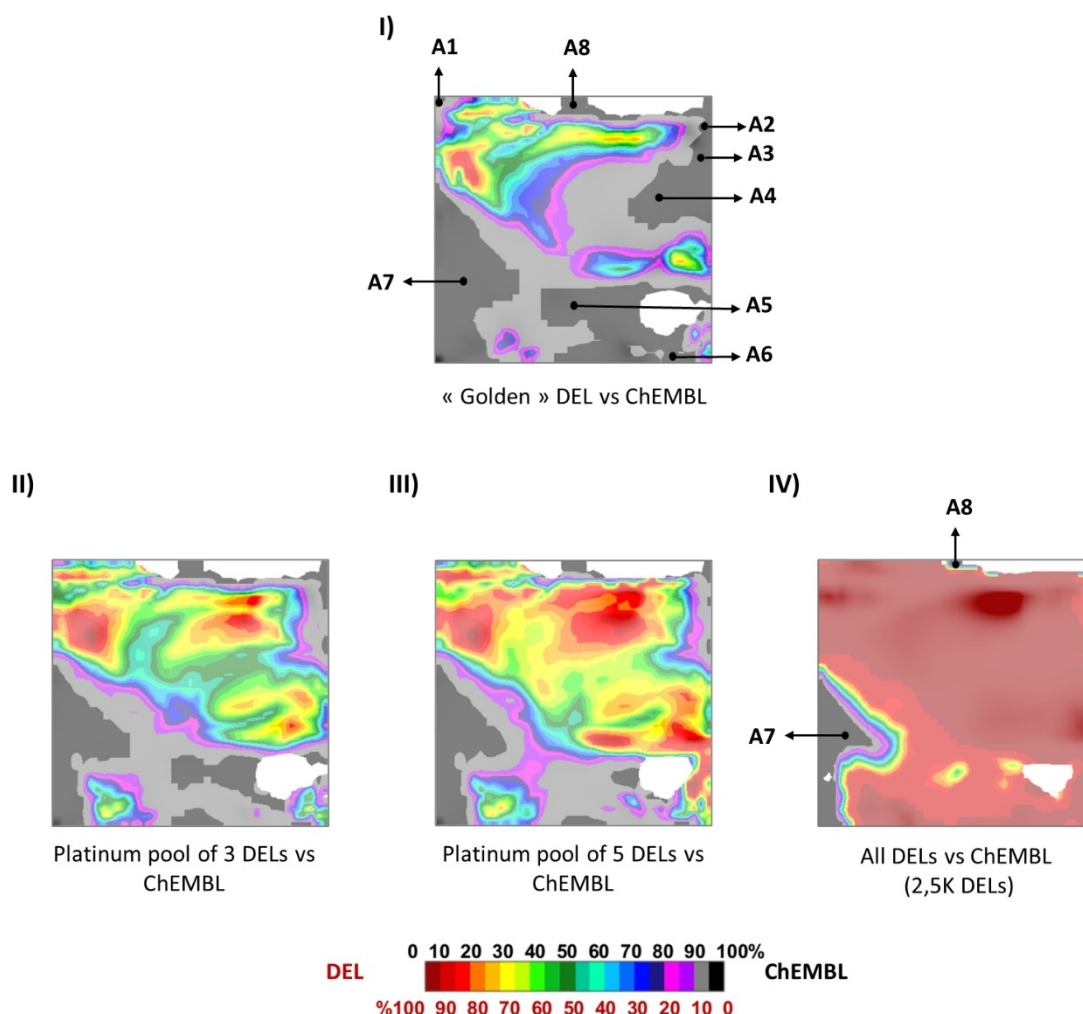 I)
A1
A8
A2
A3
A4
A7
A5
A6
« Golden » DEL vs ChEMBL
II)
III)
IV)
A8
A7
Platinum pool of 3 DELs vs
ChEMBL
Platinum pool of 5 DELs vs
ChEMBL
All DELs vs ChEMBL
(2,5K DELs)
0 10 20 30 40 50 60 70 80 90 100%
DEL
ChEMBL
%100 90 80 70 60 50 40 30 20 10 0